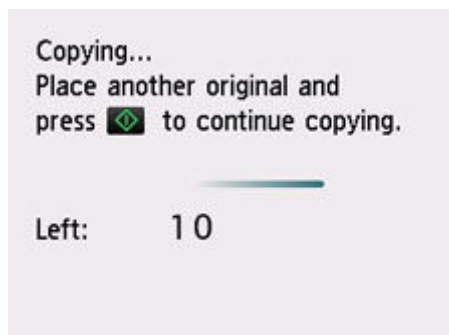 Copying...
Place another original and
press to continue copying.
Left: 10